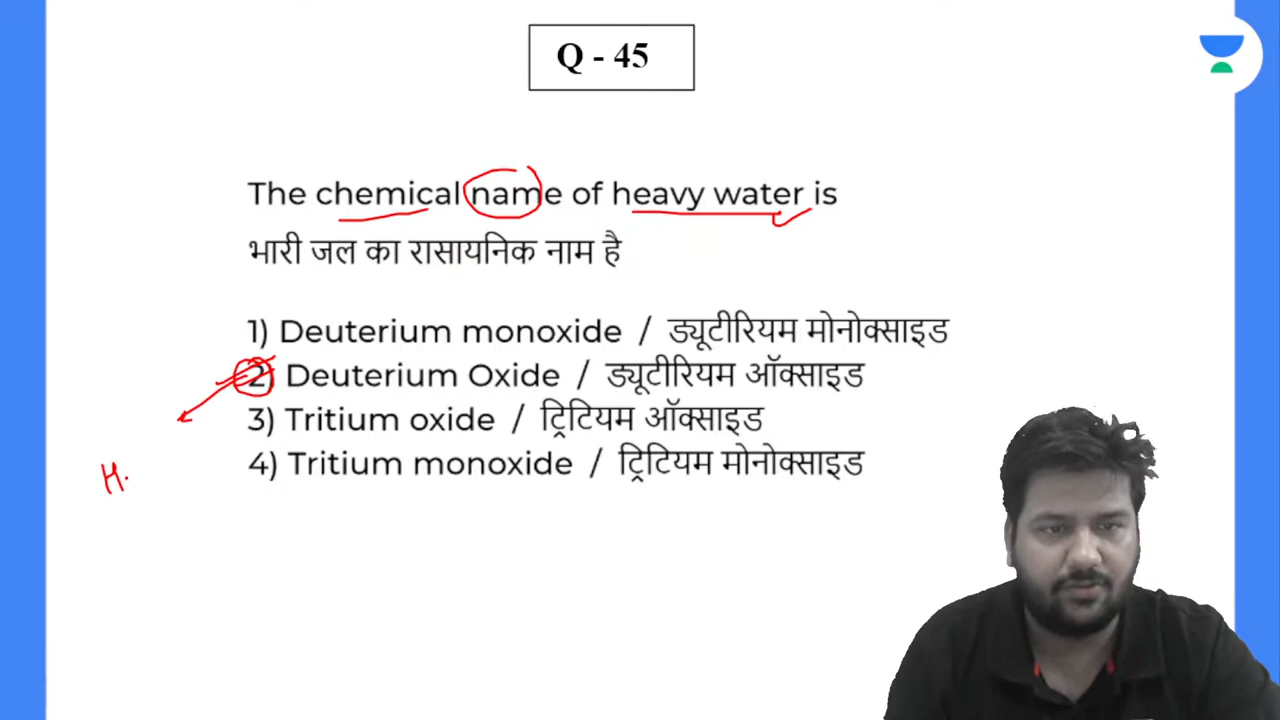 Q - 45
The chemical name of heavy water is
भारी जल का रासायनिक नाम है
1) Deuterium monoxide / ड्यूटीरियम मोनोक्साइड
2) Deuterium Oxide / ड्यूटीरियम ऑक्साइड
3) Tritium oxide / ट्रिटियम ऑक्साइड
4) Tritium monoxide / ट्रिटियम मोनोक्साइड
H.